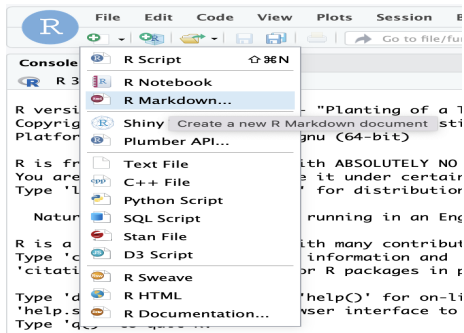 R File Edit Code View Plots Session
Go to file/fu
Console
R 3
R Script ⇧⌘N
R Notebook
R Markdown...
Shiny
Create a new R Markdown document
Plumber API...
Text File
C++ File
Python Script
SQL Script
Stan File
D3 Script
R Sweave
R HTML
R Documentation...
R versi - "Planting of a T
Copyrig sti
Platfor gnu (64-bit)
R is fr ith ABSOLUTELY NO
You are e it under certain
Type 'l ' for distribution
Natur running in an Eng
R is a ith many contribut
Type 'c information and
'citati or R packages in p
Type 'd 'help()' for on-li
'help.s wser interface to
Type 'q()